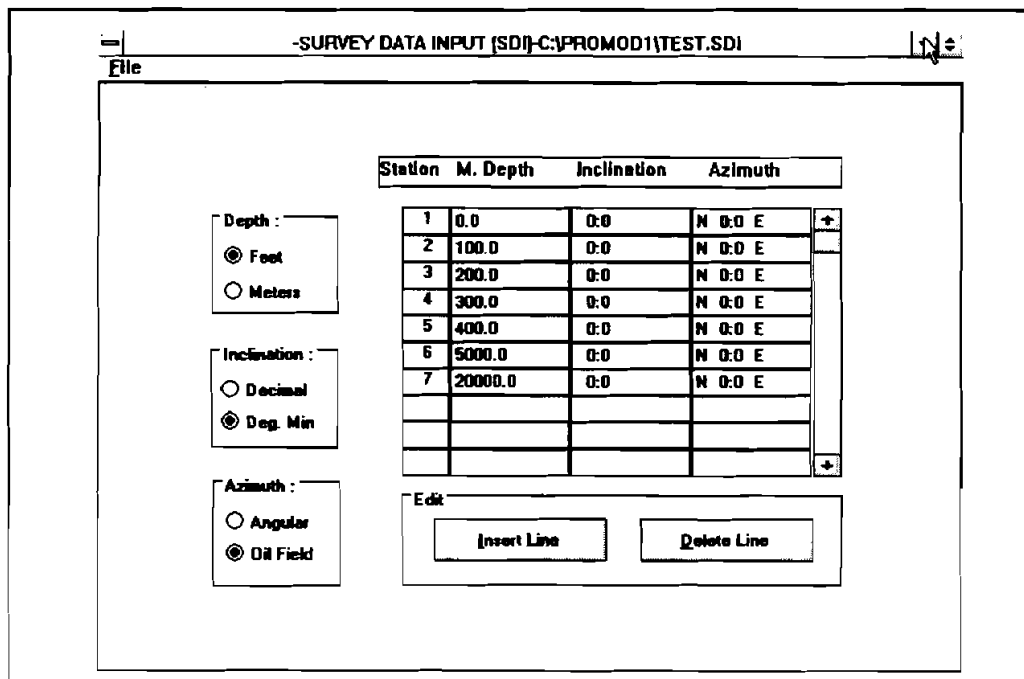 -SURVEY DATA INPUT (SDI)-C:\PROMOD1\TEST.SDI
File
Station M. Depth Inclination Azimuth
Depth :
Feet
Meters
Inclination :
Decimal
Deg. Min
Azimuth :
Angular
Oil Field
1 0.0 0:0 N 0:0 E
2 100.0 0:0 N 0:0 E
3 200.0 0:0 N 0:0 E
4 300.0 0:0 N 0:0 E
5 400.0 0:0 N 0:0 E
6 5000.0 0:0 N 0:0 E
7 20000.0 0:0 N 0:0 E
Edit
Insert Line Delete Line